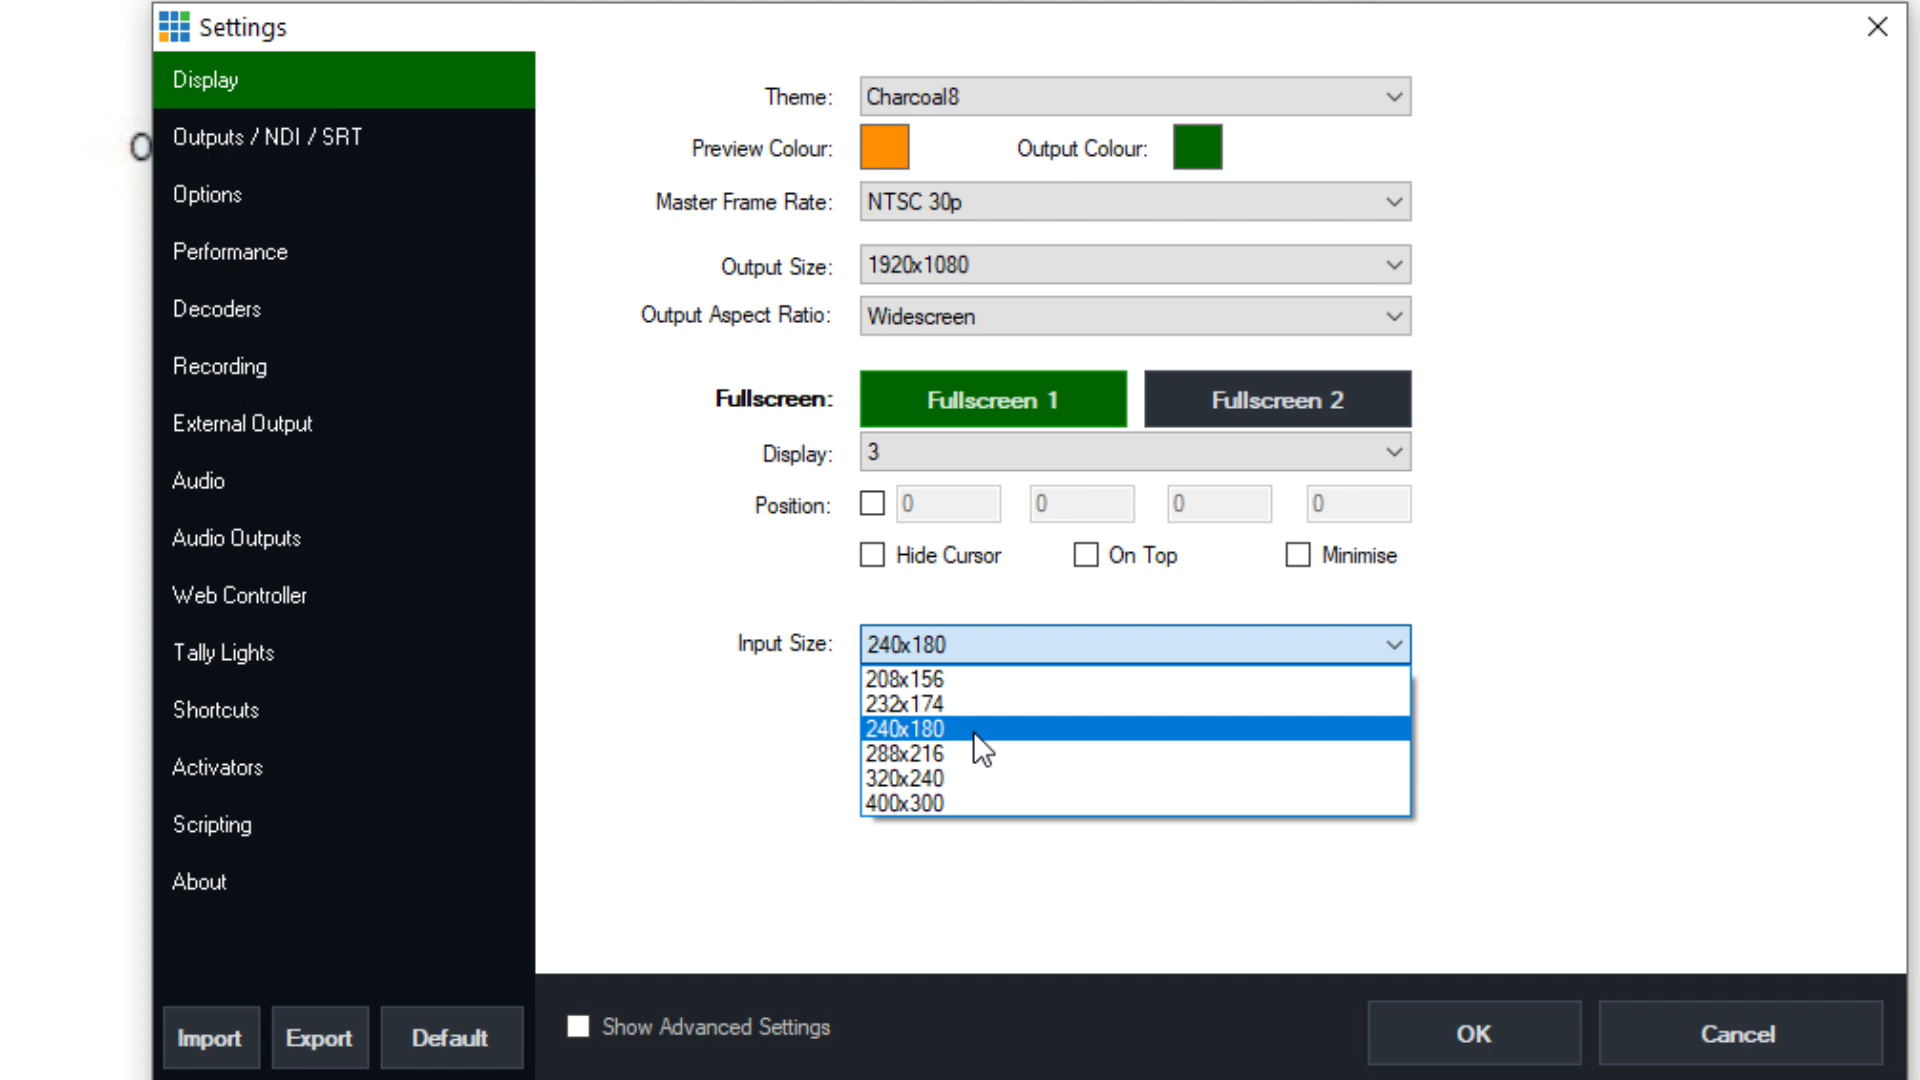 Settings
Display
Outputs / NDI / SRT
Options
Performance
Decoders
Recording
External Output
Audio
Audio Outputs
Web Controller
Tally Lights
Shortcuts
Activators
Scripting
About
Import Export Default
Theme: Charcoal8
Preview Colour: Output Colour:
Master Frame Rate: NTSC 30p
Output Size: 1920x1080
Output Aspect Ratio: Widescreen
Fullscreen: Fullscreen 1 Fullscreen 2
Display: 3
Position: 0 0 0 0
Hide Cursor On Top Minimise
Input Size: 240x180
208x156
232x174
240x180
288x216
320x240
400x300
Show Advanced Settings OK Cancel